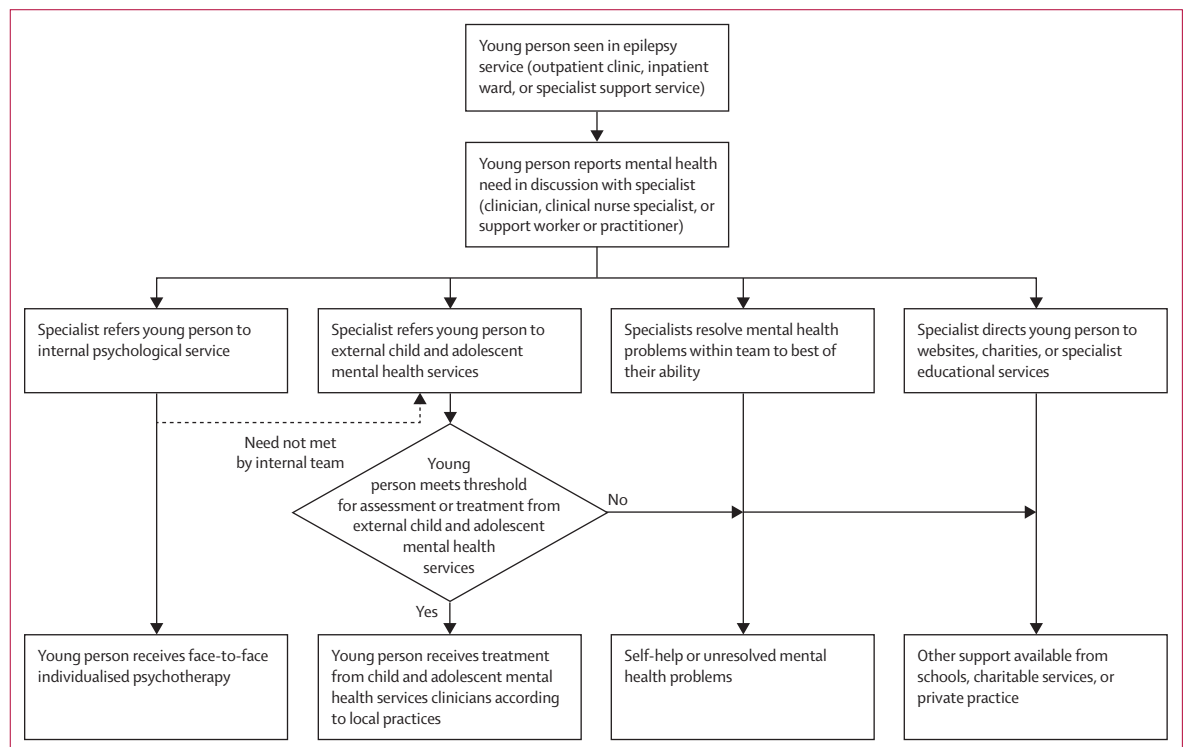 Young person seen in epilepsy
service (outpatient clinic, inpatient
ward, or specialist support service)
Young person reports mental health
need in discussion with specialist
(clinician, clinical nurse specialist, or
support worker or practitioner)
Specialist refers young person to
internal psychological service
Specialist refers young person to
external child and adolescent
mental health services
Specialists resolve mental health
problems within team to best of
their ability
Specialist directs young person to
websites, charities, or specialist
educational services
Need not met
by internal team
Young
person meets threshold
for assessment or treatment from
external child and adolescent
mental health
services
No
Yes
Young person receives face-to-face
individualised psychotherapy
Young person receives treatment
from child and adolescent mental
health services clinicians according
to local practices
Self-help or unresolved mental
health problems
Other support available from
schools, charitable services, or
private practice